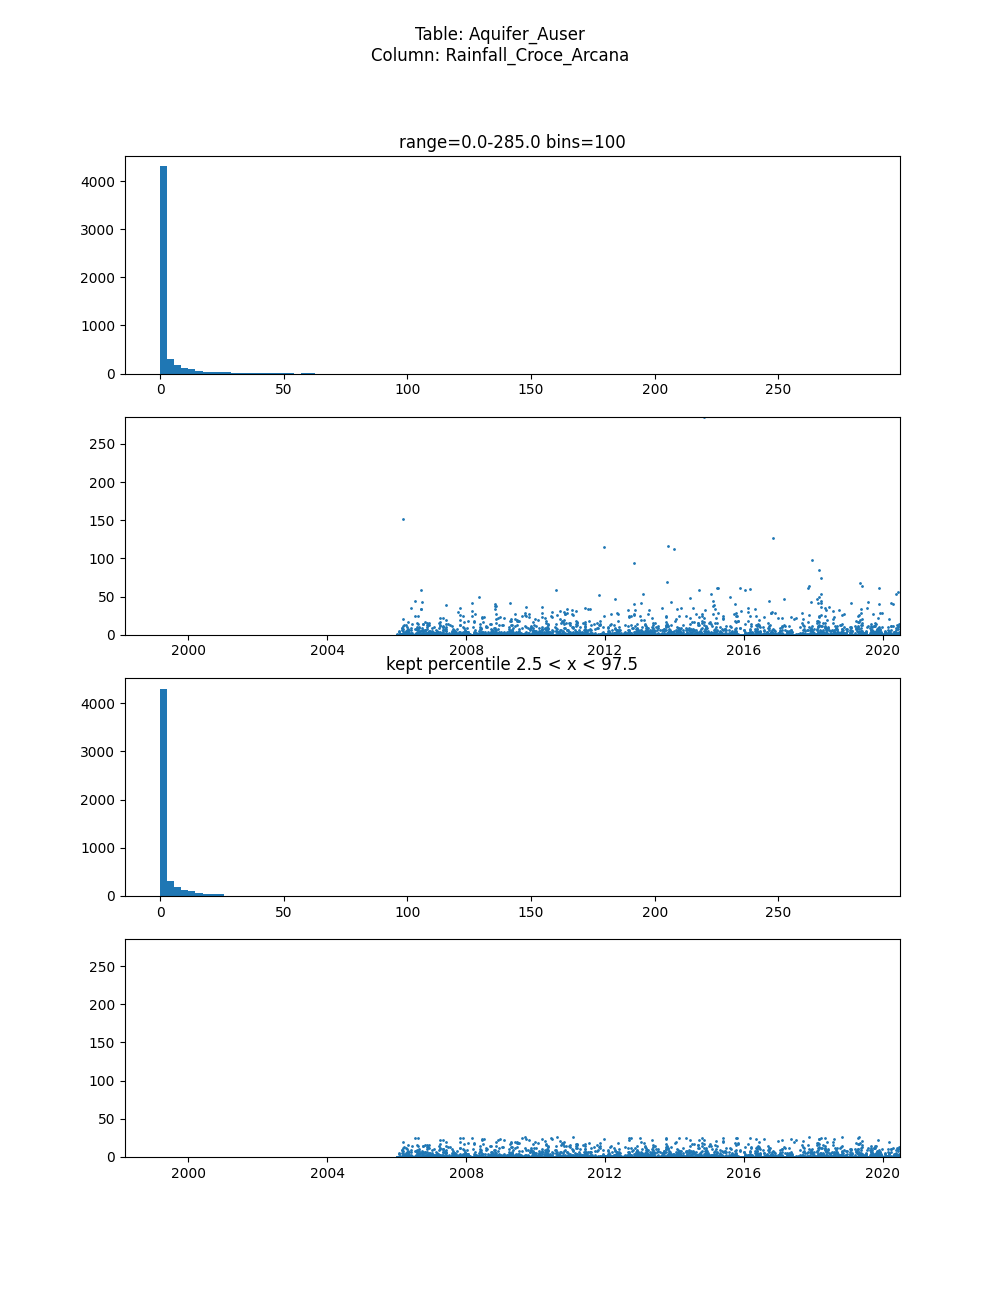 Table: Aquifer_Auser
Column: Rainfall_Croce_Arcana
range=0.0-285.0 bins=100
4000
3000
2000
1000
0
0 50 100 150 200 250
250
200
150
100
50
0
2000 2004 2008 2012 2016 2020
kept percentile 2.5 < x < 97.5
4000
3000
2000
1000
0
0 50 100 150 200 250
250
200
150
100
50
0
2000 2004 2008 2012 2016 2020